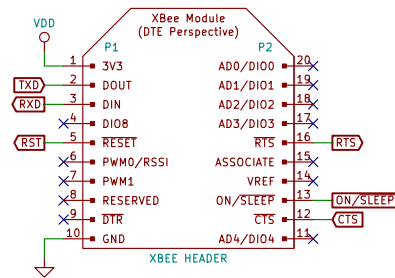 VDD
XBee Module
(DTE Perspective)
P1
P2
1 3V3
AD0/DIO0 20
TXD 2 DOUT
AD1/DIO1 19
RXD 3 DIN
AD2/DIO2 18
4 DIO8
AD3/DIO3 17
RST 5 RESET
RTS 16 RTS
6 PWM0/RSSI
ASSOCIATE 15
7 PWM1
VREF 14
8 RESERVED
ON/SLEEP 13 ON/SLEEP
9 DTR
CTS 12 CTS
10 GND
AD4/DIO4 11
XBEE HEADER